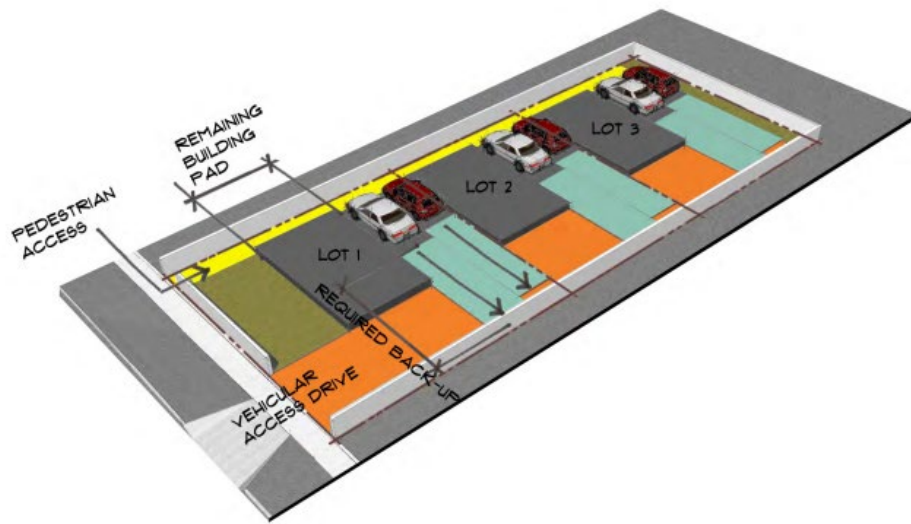 REMAINING
BUILDING
PAD
PEDESTRIAN
ACCESS
LOT 3
LOT 2
LOT 1
REQUIRED BACK-UP
VEHICULAR
ACCESS DRIVE